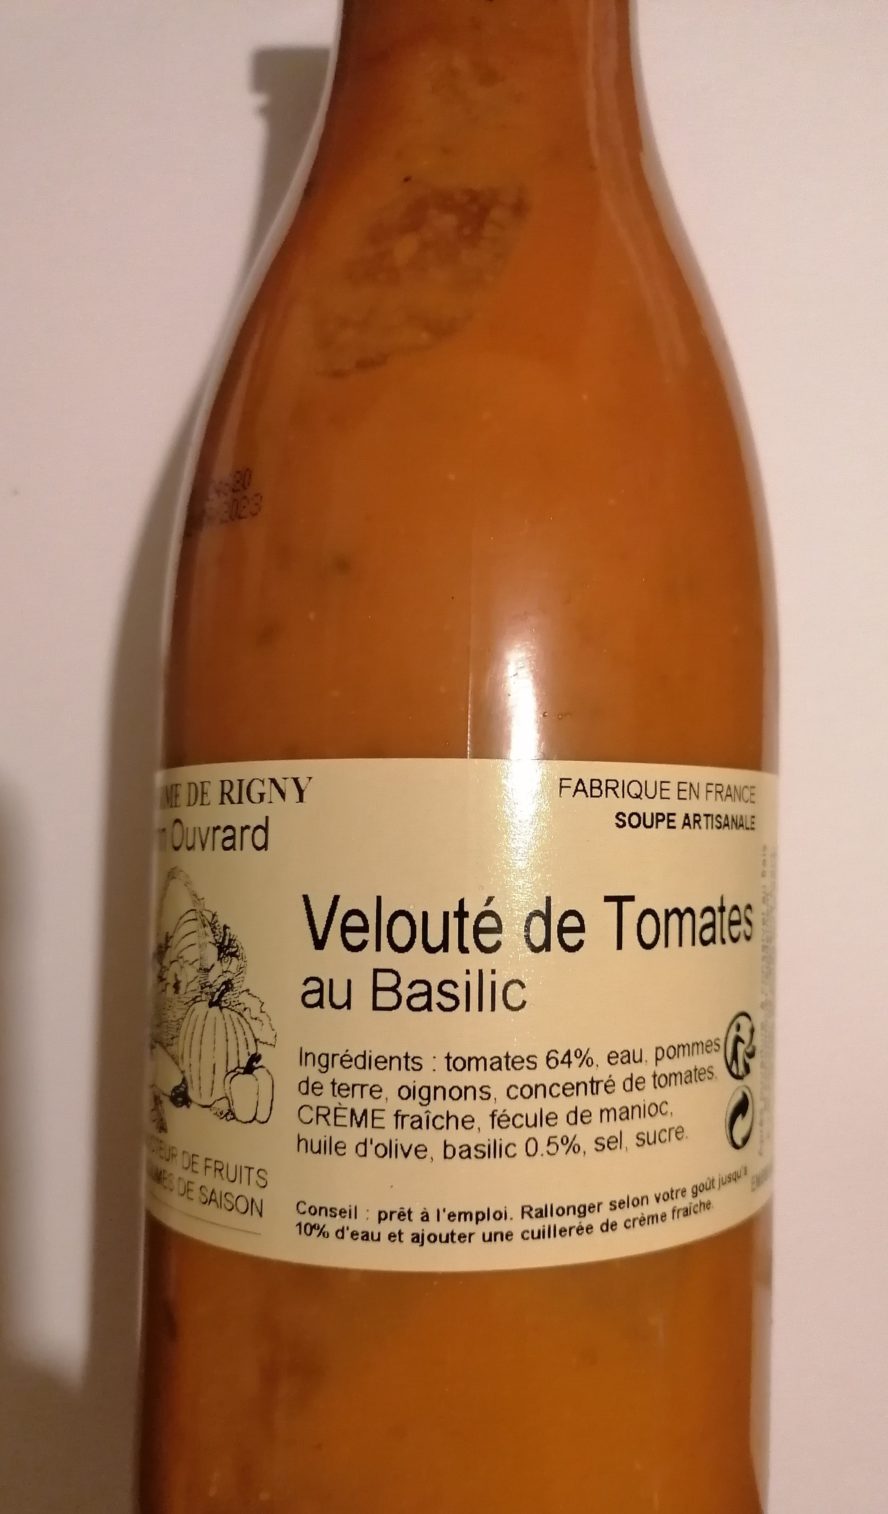 DE RIGNY
Ouvrard
FABRIQUE EN FRANCE
SOUPE ARTISANALE
Velouté de Tomates
au Basilic
Ingrédients : tomates 64%, eau, pommes
de terre, oignons, concentré de tomates,
CRÈME fraîche, fécule de manioc,
huile d'olive, basilic 0.5%, sel, sucre.
DE FRUITS
DE SAISON
Conseil : prêt à l'emploi. Rallonger selon votre goût jusqu'à
10% d'eau et ajouter une cuillerée de crème fraîche.